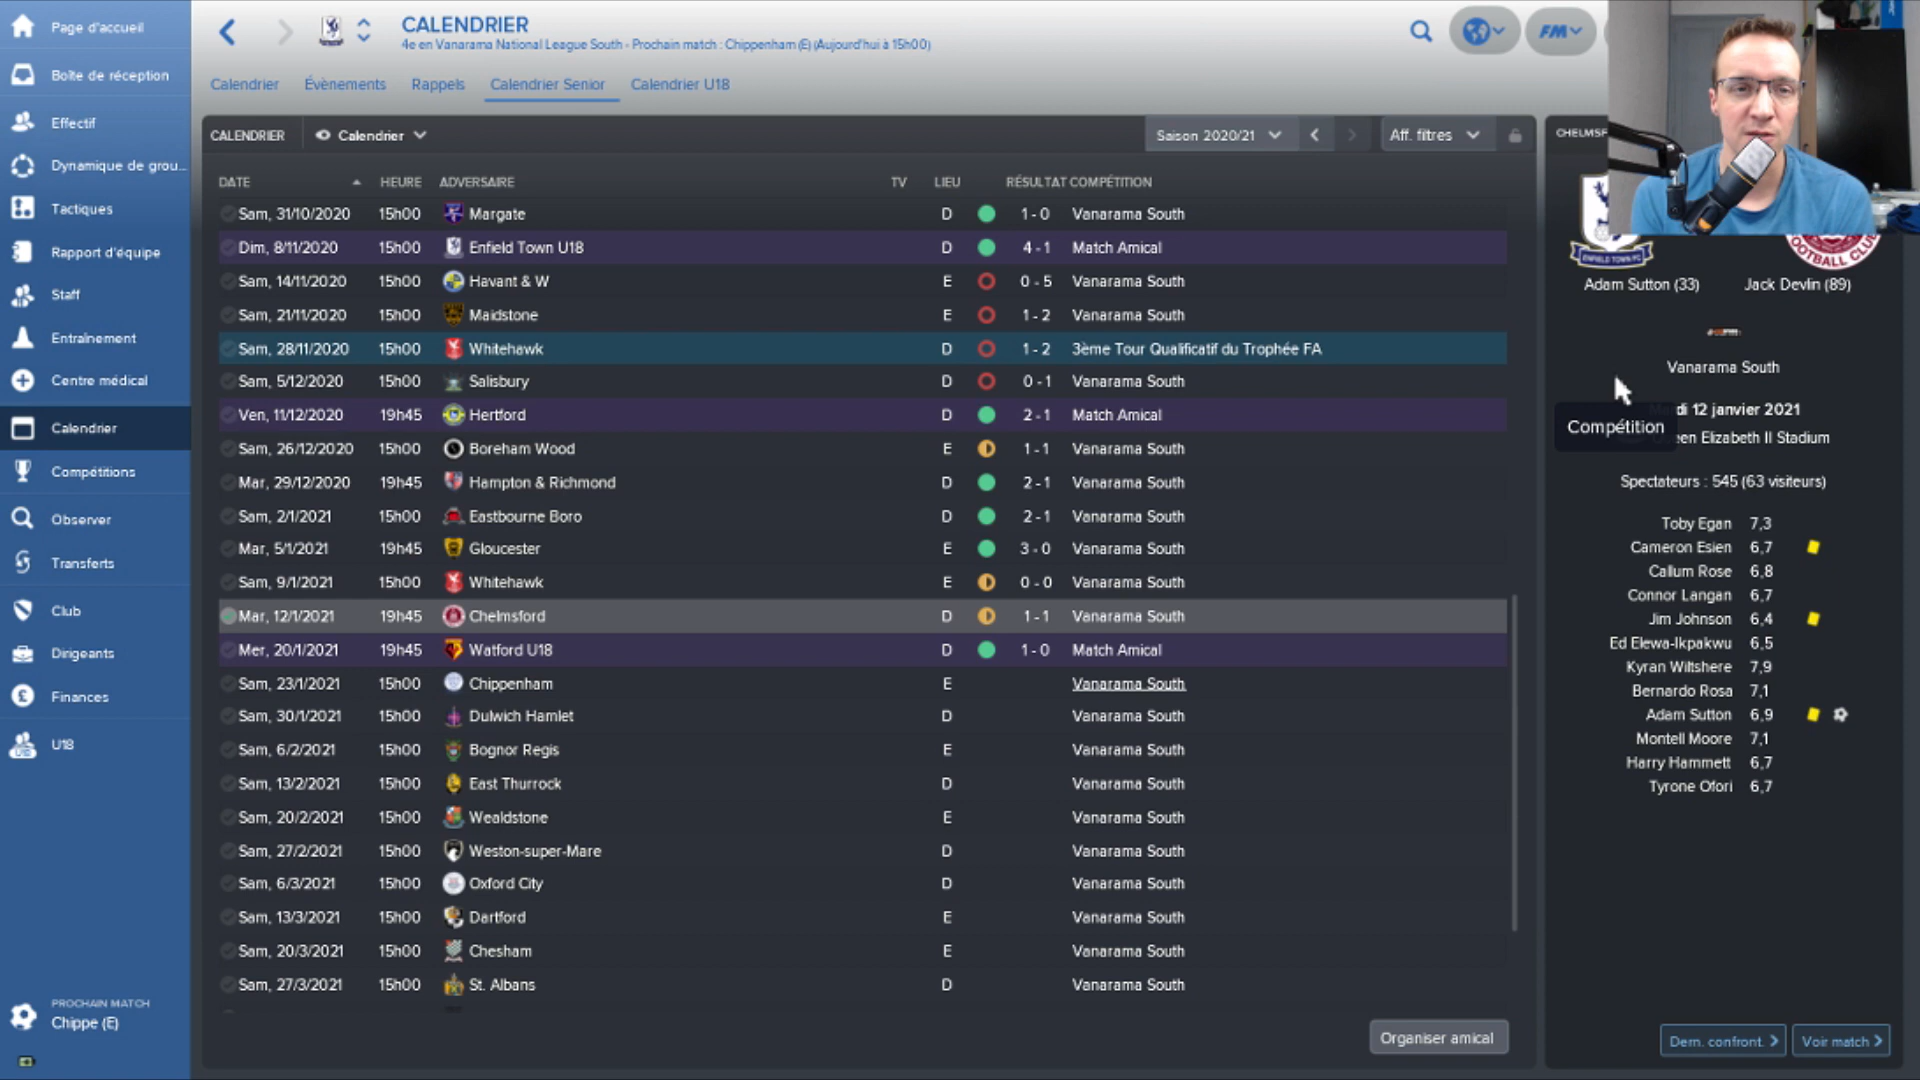 Page d'accueil
Boîte de réception
Effectif
Dynamique de grou...
Tactiques
Rapport d'équipe
Staff
Entraînement
Centre médical
Calendrier
Compétitions
Observer
Transferts
Club
Dirigeants
Finances
U18
PROCHAIN MATCH
Chippe (E)
CALENDRIER
4e en Vanarama National League South - Prochain match : Chippenham (E) (Aujourd'hui à 15h00)
FM
Calendrier Évènements Rappels Calendrier Senior Calendrier U18
CALENDRIER Calendrier Saison 2020/21 Aff. filtres
DATE HEURE ADVERSAIRE TV LIEU RÉSULTAT COMPÉTITION
Sam, 31/10/2020 15h00 Margate D 1 - 0 Vanarama South
Dim, 8/11/2020 15h00 Enfield Town U18 D 4 - 1 Match Amical
Sam, 14/11/2020 15h00 Havant & W E 0 - 5 Vanarama South
Sam, 21/11/2020 15h00 Maidstone E 1 - 2 Vanarama South
Sam, 28/11/2020 15h00 Whitehawk D 1 - 2 3ème Tour Qualificatif du Trophée FA
Sam, 5/12/2020 15h00 Salisbury D 0 - 1 Vanarama South
Ven, 11/12/2020 19h45 Hertford D 2 - 1 Match Amical
Sam, 26/12/2020 15h00 Boreham Wood E 1 - 1 Vanarama South
Mar, 29/12/2020 19h45 Hampton & Richmond D 2 - 1 Vanarama South
Sam, 2/1/2021 15h00 Eastbourne Boro D 2 - 1 Vanarama South
Mar, 5/1/2021 19h45 Gloucester E 3 - 0 Vanarama South
Sam, 9/1/2021 15h00 Whitehawk E 0 - 0 Vanarama South
Mar, 12/1/2021 19h45 Chelmsford D 1 - 1 Vanarama South
Mer, 20/1/2021 19h45 Watford U18 D 1 - 0 Match Amical
Sam, 23/1/2021 15h00 Chippenham E Vanarama South
Sam, 30/1/2021 15h00 Dulwich Hamlet D Vanarama South
Sam, 6/2/2021 15h00 Bognor Regis E Vanarama South
Sam, 13/2/2021 15h00 East Thurrock D Vanarama South
Sam, 20/2/2021 15h00 Wealdstone E Vanarama South
Sam, 27/2/2021 15h00 Weston-super-Mare D Vanarama South
Sam, 6/3/2021 15h00 Oxford City D Vanarama South
Sam, 13/3/2021 15h00 Dartford E Vanarama South
Sam, 20/3/2021 15h00 Chesham E Vanarama South
Sam, 27/3/2021 15h00 St. Albans D Vanarama South
Organiser amical
CHELMSF
ENFIELD TOWN FC
FOOTBALL CLUB
Adam Sutton (33) Jack Devlin (89)
Vanarama South
di 12 janvier 2021
Compétition
een Elizabeth II Stadium
Spectateurs : 545 (63 visiteurs)
Toby Egan 7,3
Cameron Esien 6,7
Callum Rose 6,8
Connor Langan 6,7
Jim Johnson 6,4
Ed Elewa-Ikpakwu 6,5
Kyran Wiltshere 7,9
Bernardo Rosa 7,1
Adam Sutton 6,9
Montell Moore 7,1
Harry Hammett 6,7
Tyrone Ofori 6,7
Dern. confront. Voir match